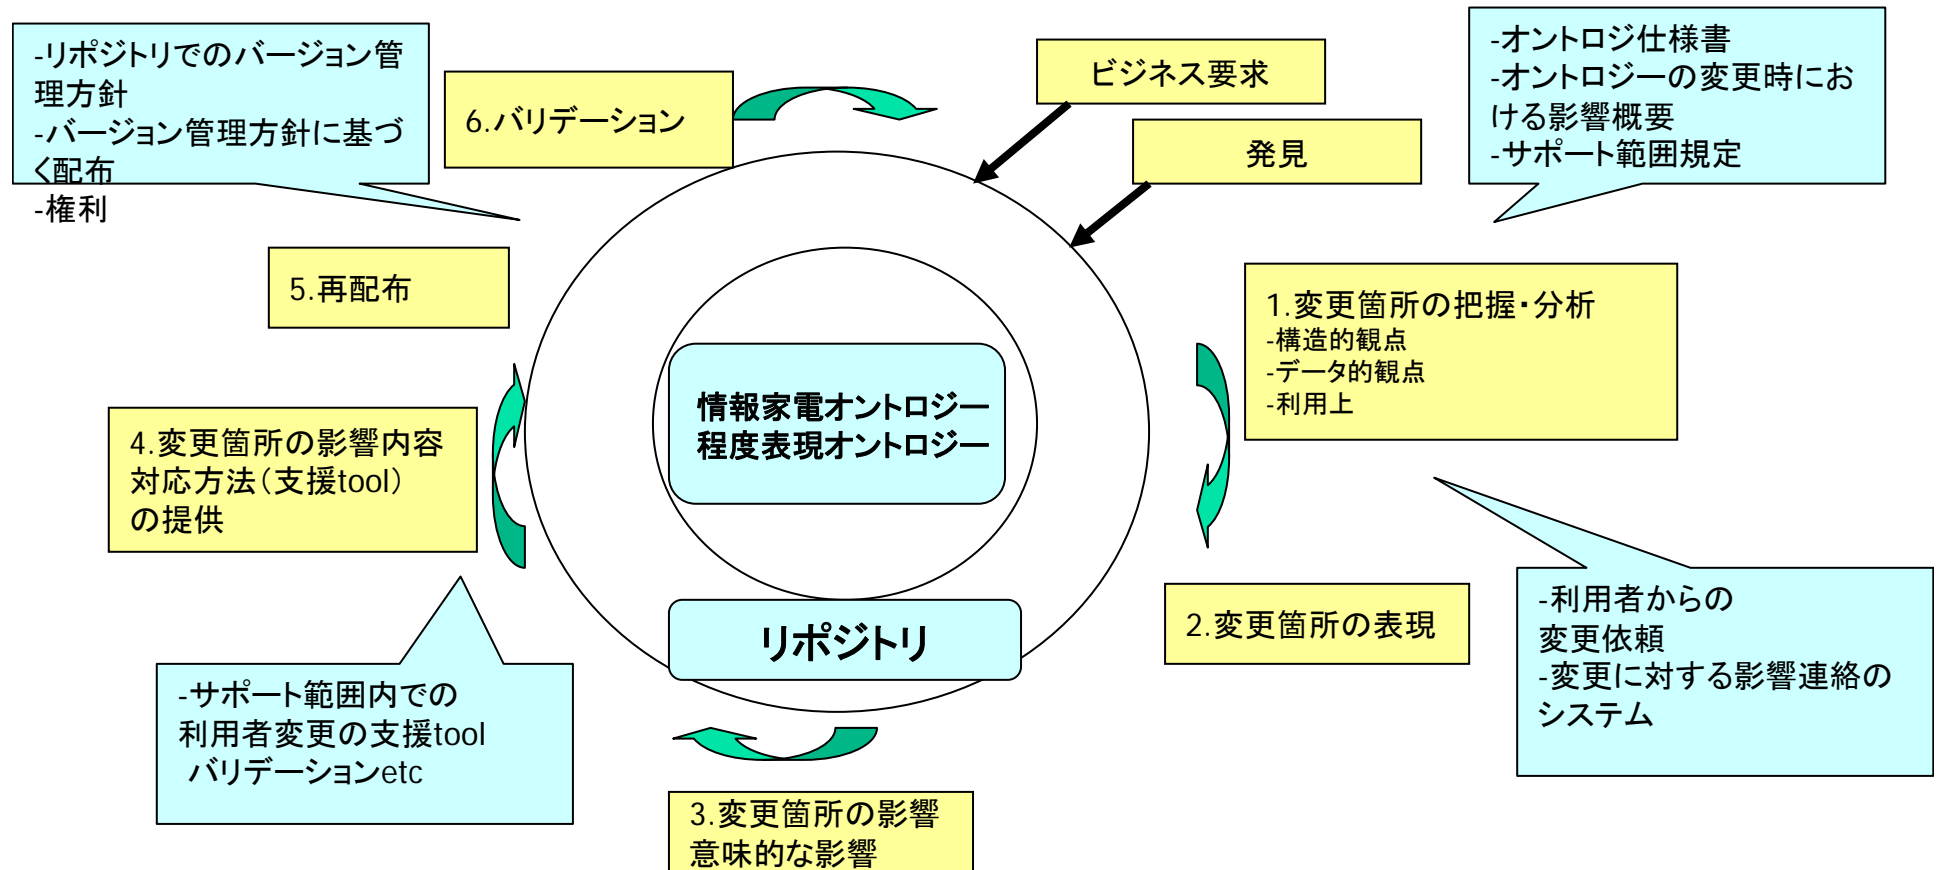 -リポジトリでのバージョン管
理方針
-バージョン管理方針に基づ
く配布
-権利
6.バリデーション
ビジネス要求
発見
-オントロジ仕様書
-オントロジーの変更時にお
ける影響概要
-サポート範囲規定
5.再配布
1.変更箇所の把握・分析
-構造的観点
-データ的観点
-利用上
情報家電オントロジー
程度表現オントロジー
4.変更箇所の影響内容
対応方法（支援tool）
の提供
リポジトリ
2.変更箇所の表現
-利用者からの
変更依頼
-変更に対する影響連絡の
システム
-サポート範囲内での
利用者変更の支援tool
バリデーションetc
3.変更箇所の影響
意味的な影響